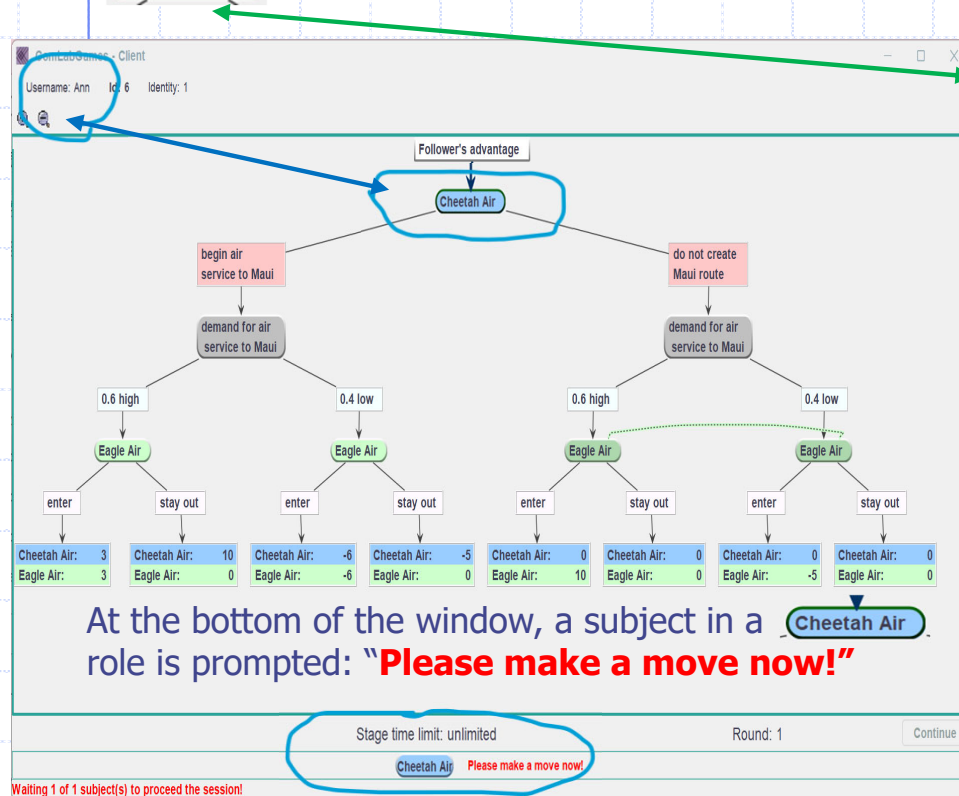 ComLabGames - Client
Username: Ann Id: 6 Identity: 1
Follower's advantage
Cheetah Air
begin air
service to Maui
do not create
Maui route
demand for air
service to Maui
demand for air
service to Maui
0.6 high
0.4 low
0.6 high
0.4 low
Eagle Air
Eagle Air
Eagle Air
Eagle Air
enter
stay out
enter
stay out
enter
stay out
enter
stay out
Cheetah Air: 3
Eagle Air: 3
Cheetah Air: 10
Eagle Air: 0
Cheetah Air: -6
Eagle Air: -6
Cheetah Air: -5
Eagle Air: 0
Cheetah Air: 0
Eagle Air: 10
Cheetah Air: 0
Eagle Air: 0
Cheetah Air: 0
Eagle Air: -5
Cheetah Air: 0
Eagle Air: 0
At the bottom of the window, a subject in a Cheetah Air
role is prompted: “Please make a move now!”
Stage time limit: unlimited Round: 1 Continue
Cheetah Air Please make a move now!
Waiting 1 of 1 subject(s) to proceed the session!